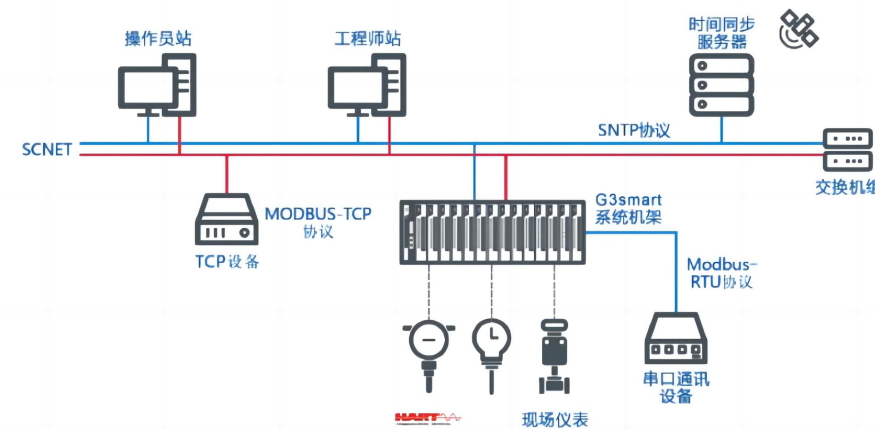 操作员站
工程师站
时间同步
服务器
SNTP协议
SCNET
交换机组
MODBUS-TCP
协议
G3smart
系统机架
TCP设备
Modbus-
RTU协议
串口通讯
设备
HART
现场仪表